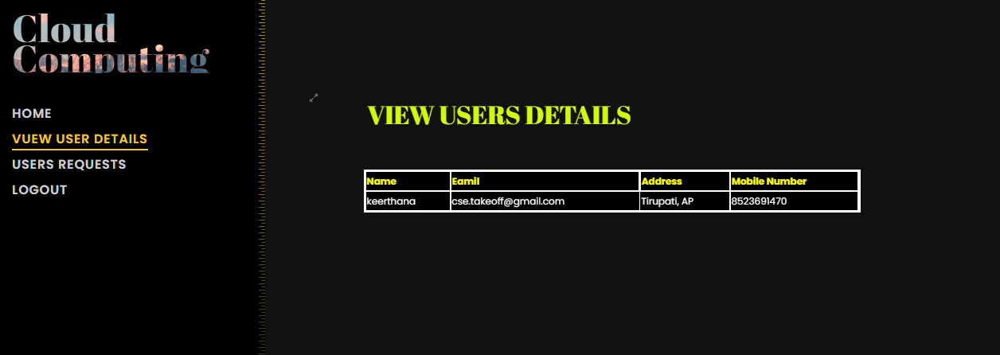 Cloud
Computing
HOME
VUEW USER DETAILS
USERS REQUESTS
LOGOUT
VIEW USERS DETAILS
Name Eamil Address Mobile Number
keerthana cse.takeoff@gmail.com Tirupati, AP 8523691470